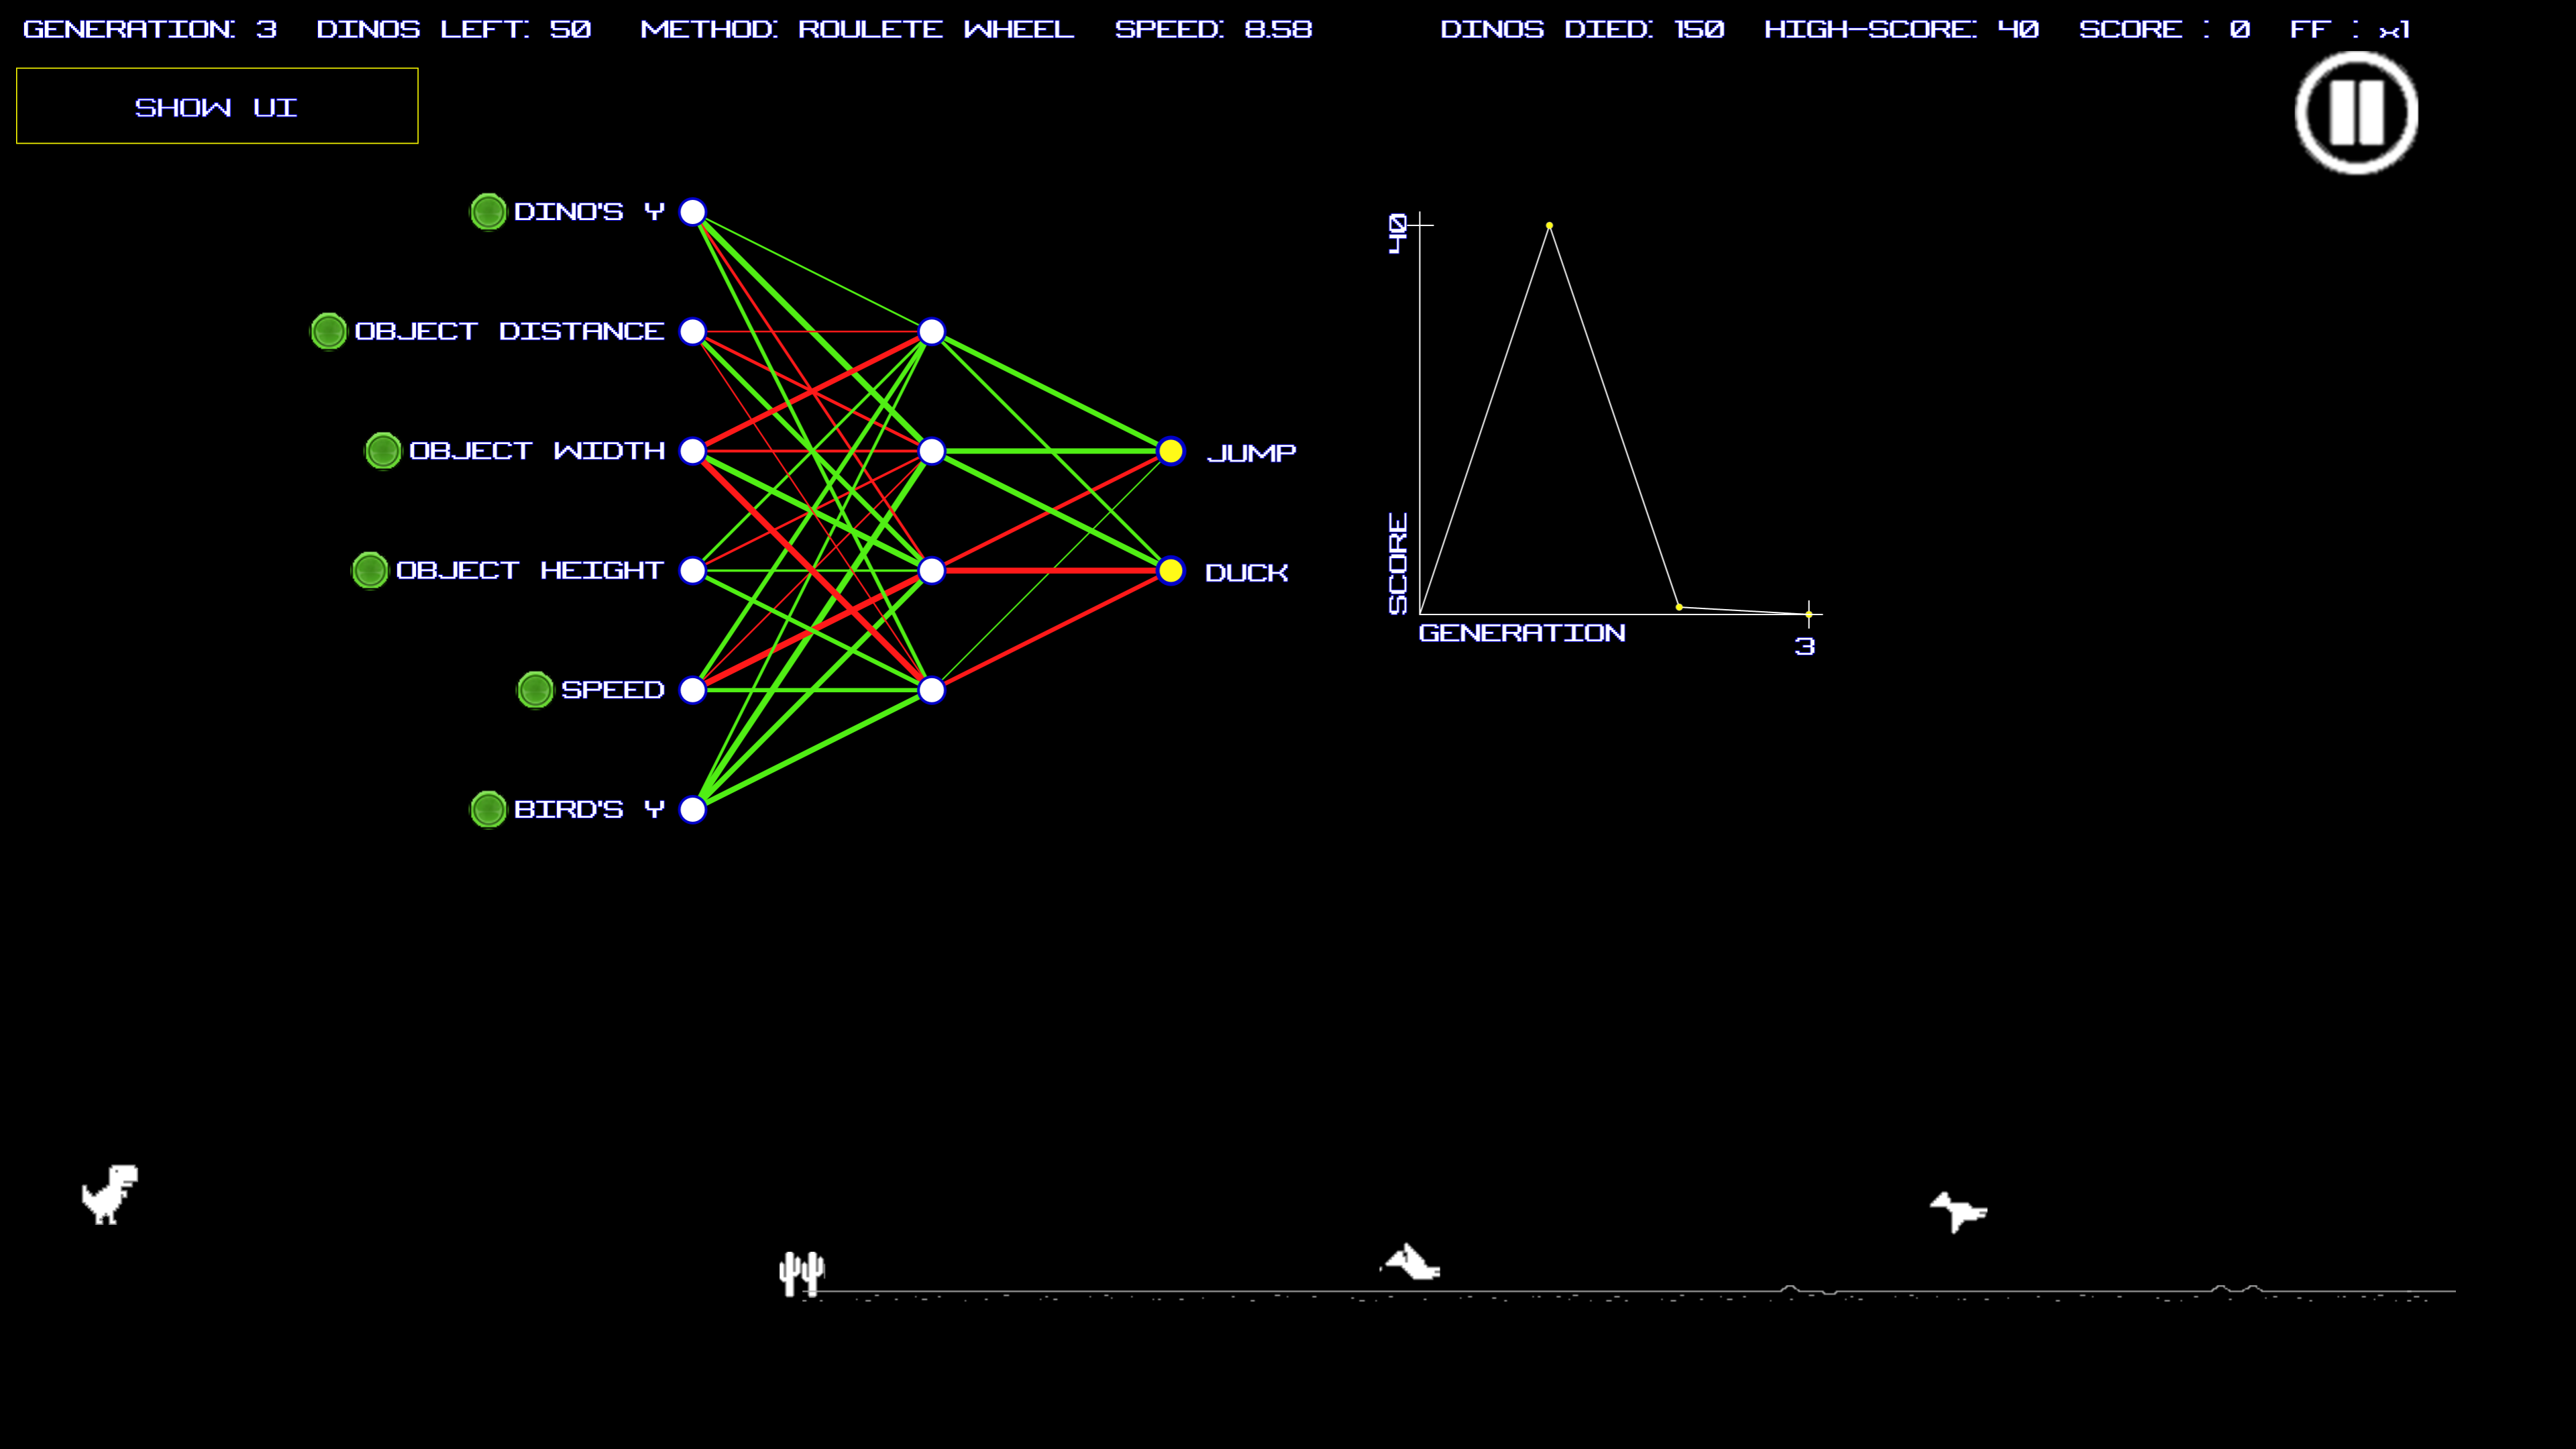 GENERATION: 3 DINOS LEFT: 50 METHOD: ROULETE WHEEL SPEED: 8.58 DINOS DIED: 150 HIGH-SCORE: 40 SCORE : 0 FF : x1
SHOW UI
DINO'S Y
OBJECT DISTANCE
OBJECT WIDTH
OBJECT HEIGHT
SPEED
BIRD'S Y
JUMP
DUCK
40
SCORE
GENERATION
3